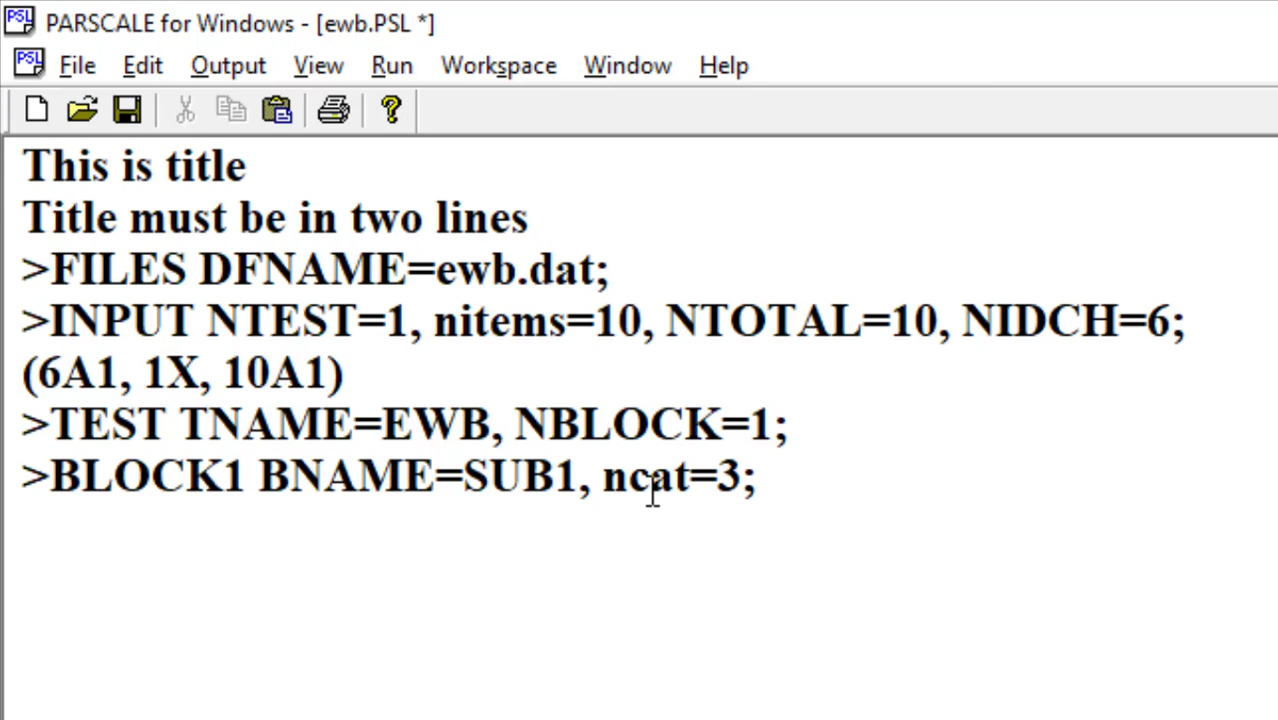 PSL PARSCALE for Windows - [ewb.PSL *]
PSL File Edit Output View Run Workspace Window Help
This is title
Title must be in two lines
>FILES DFNAME=ewb.dat;
>INPUT NTEST=1, nitems=10, NTOTAL=10, NIDCH=6;
(6A1, 1X, 10A1)
>TEST TNAME=EWB, NBLOCK=1;
>BLOCK1 BNAME=SUB1, ncat=3;